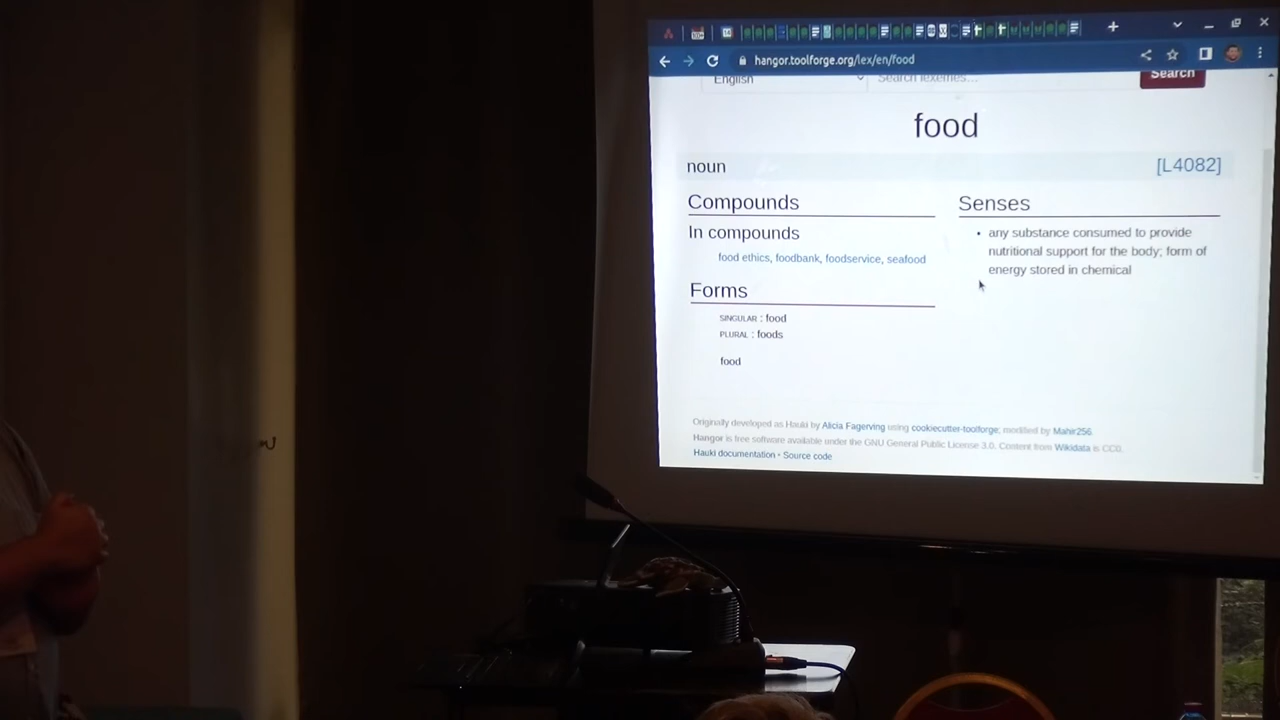 hangor.toolforge.org/lex/en/food
English
Search lexemes...
Search
food
noun
[L4082]
Compounds
In compounds
food ethics, foodbank, foodservice, seafood
Forms
SINGULAR : food
PLURAL : foods
food
Senses
• any substance consumed to provide
nutritional support for the body; form of
energy stored in chemical
Originally developed as Hauki by Alicia Fagerving using cookiecutter-toolforge; modified by Mahir256.
Hangor is free software available under the GNU General Public License 3.0. Content from Wikidata is CC0.
Hauki documentation • Source code